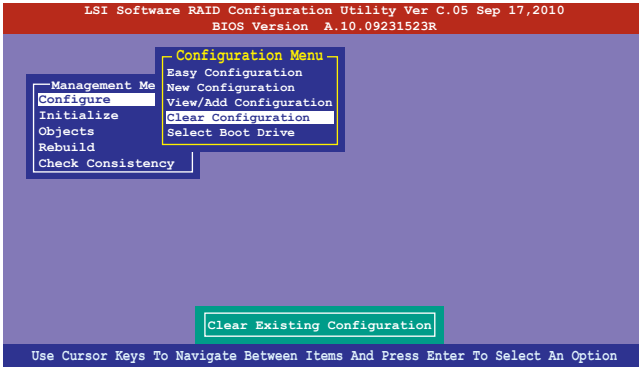 LSI Software RAID Configuration Utility Ver C.05 Sep 17,2010
BIOS Version A.10.09231523R
Configuration Menu
Easy Configuration
New Configuration
View/Add Configuration
Clear Configuration
Select Boot Drive
Management Me
Configure
Initialize
Objects
Rebuild
Check Consistency
Clear Existing Configuration
Use Cursor Keys To Navigate Between Items And Press Enter To Select An Option